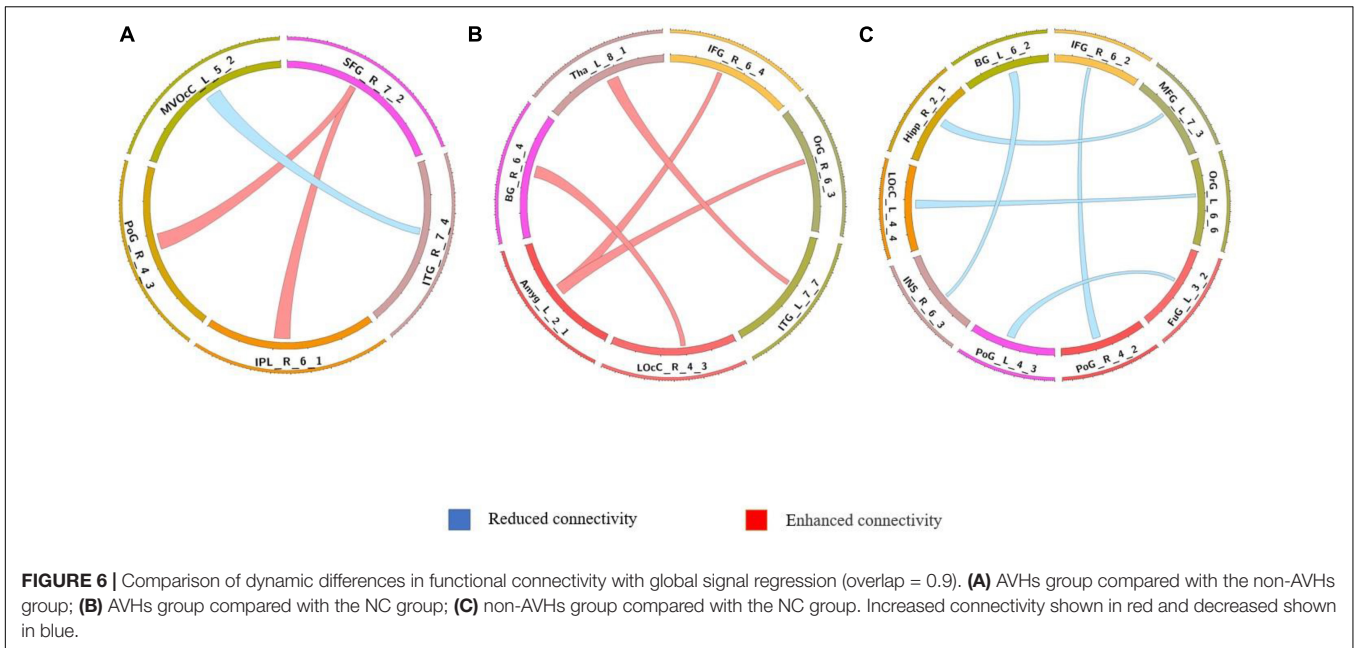 A
MVOcC_L_5_2
SFG_R_7_2
PoG_R_4_3
ITG_R_7_4
IPL_R_6_1
B
Tha_L_8_1
IFG_R_6_4
BG_R_6_4
OrG_R_6_3
Amyg_L_2_1
ITG_L_7_7
LOcC_R_4_3
C
BG_L_6_2
IFG_R_6_2
Hipp_R_2_1
MFG_L_7_3
LOcC_L_4_4
OrG_L_6_6
INS_R_6_3
FuG_L_3_2
PoG_L_4_3
PoG_R_4_2
Reduced connectivity
Enhanced connectivity
FIGURE 6 | Comparison of dynamic differences in functional connectivity with global signal regression (overlap = 0.9). (A) AVHs group compared with the non-AVHs
group; (B) AVHs group compared with the NC group; (C) non-AVHs group compared with the NC group. Increased connectivity shown in red and decreased shown
in blue.